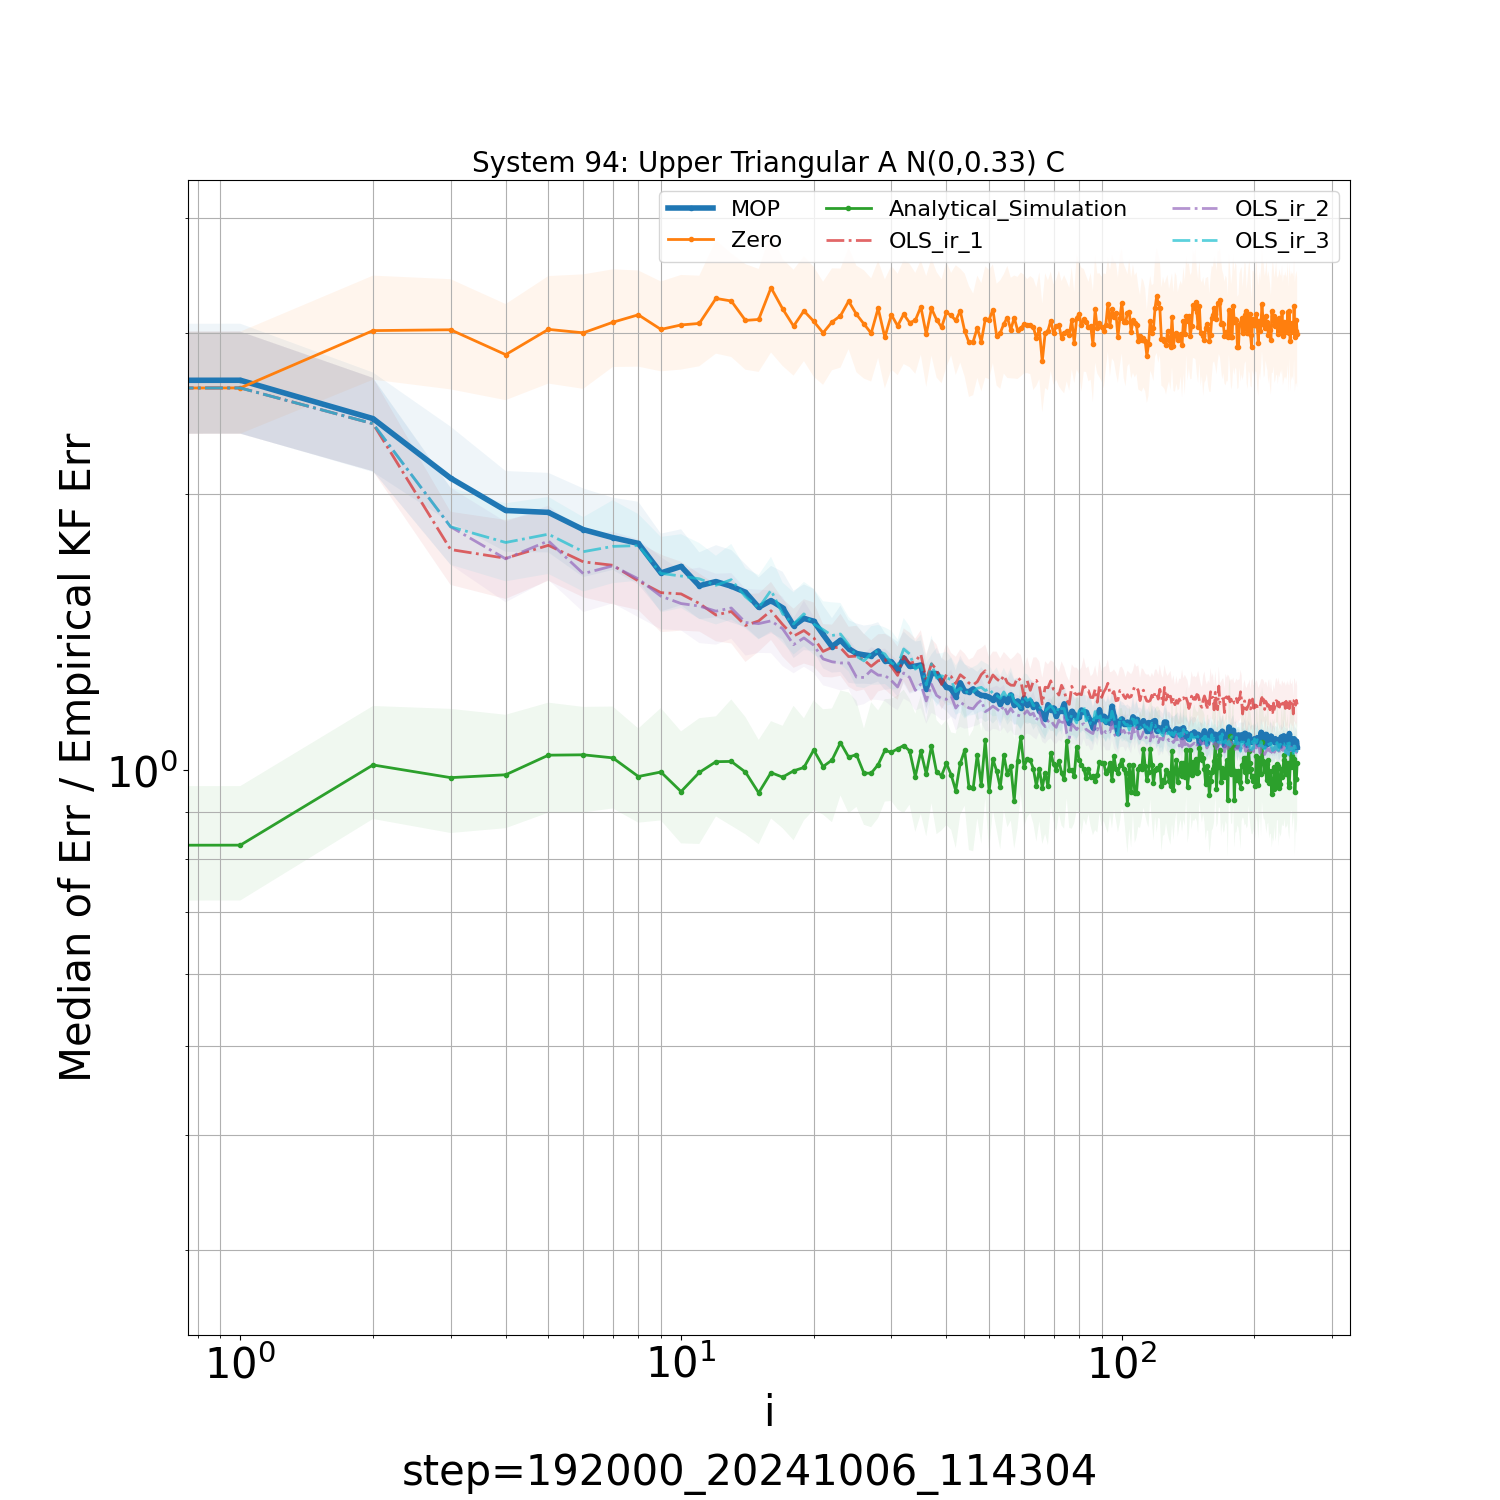 System 94: Upper Triangular A N(0,0.33) C
MOP
Zero
Analytical_Simulation
OLS_ir_1
OLS_ir_2
OLS_ir_3
Median of Err / Empirical KF Err
10⁰
10⁰
10¹
10²
i
step=192000_20241006_114304